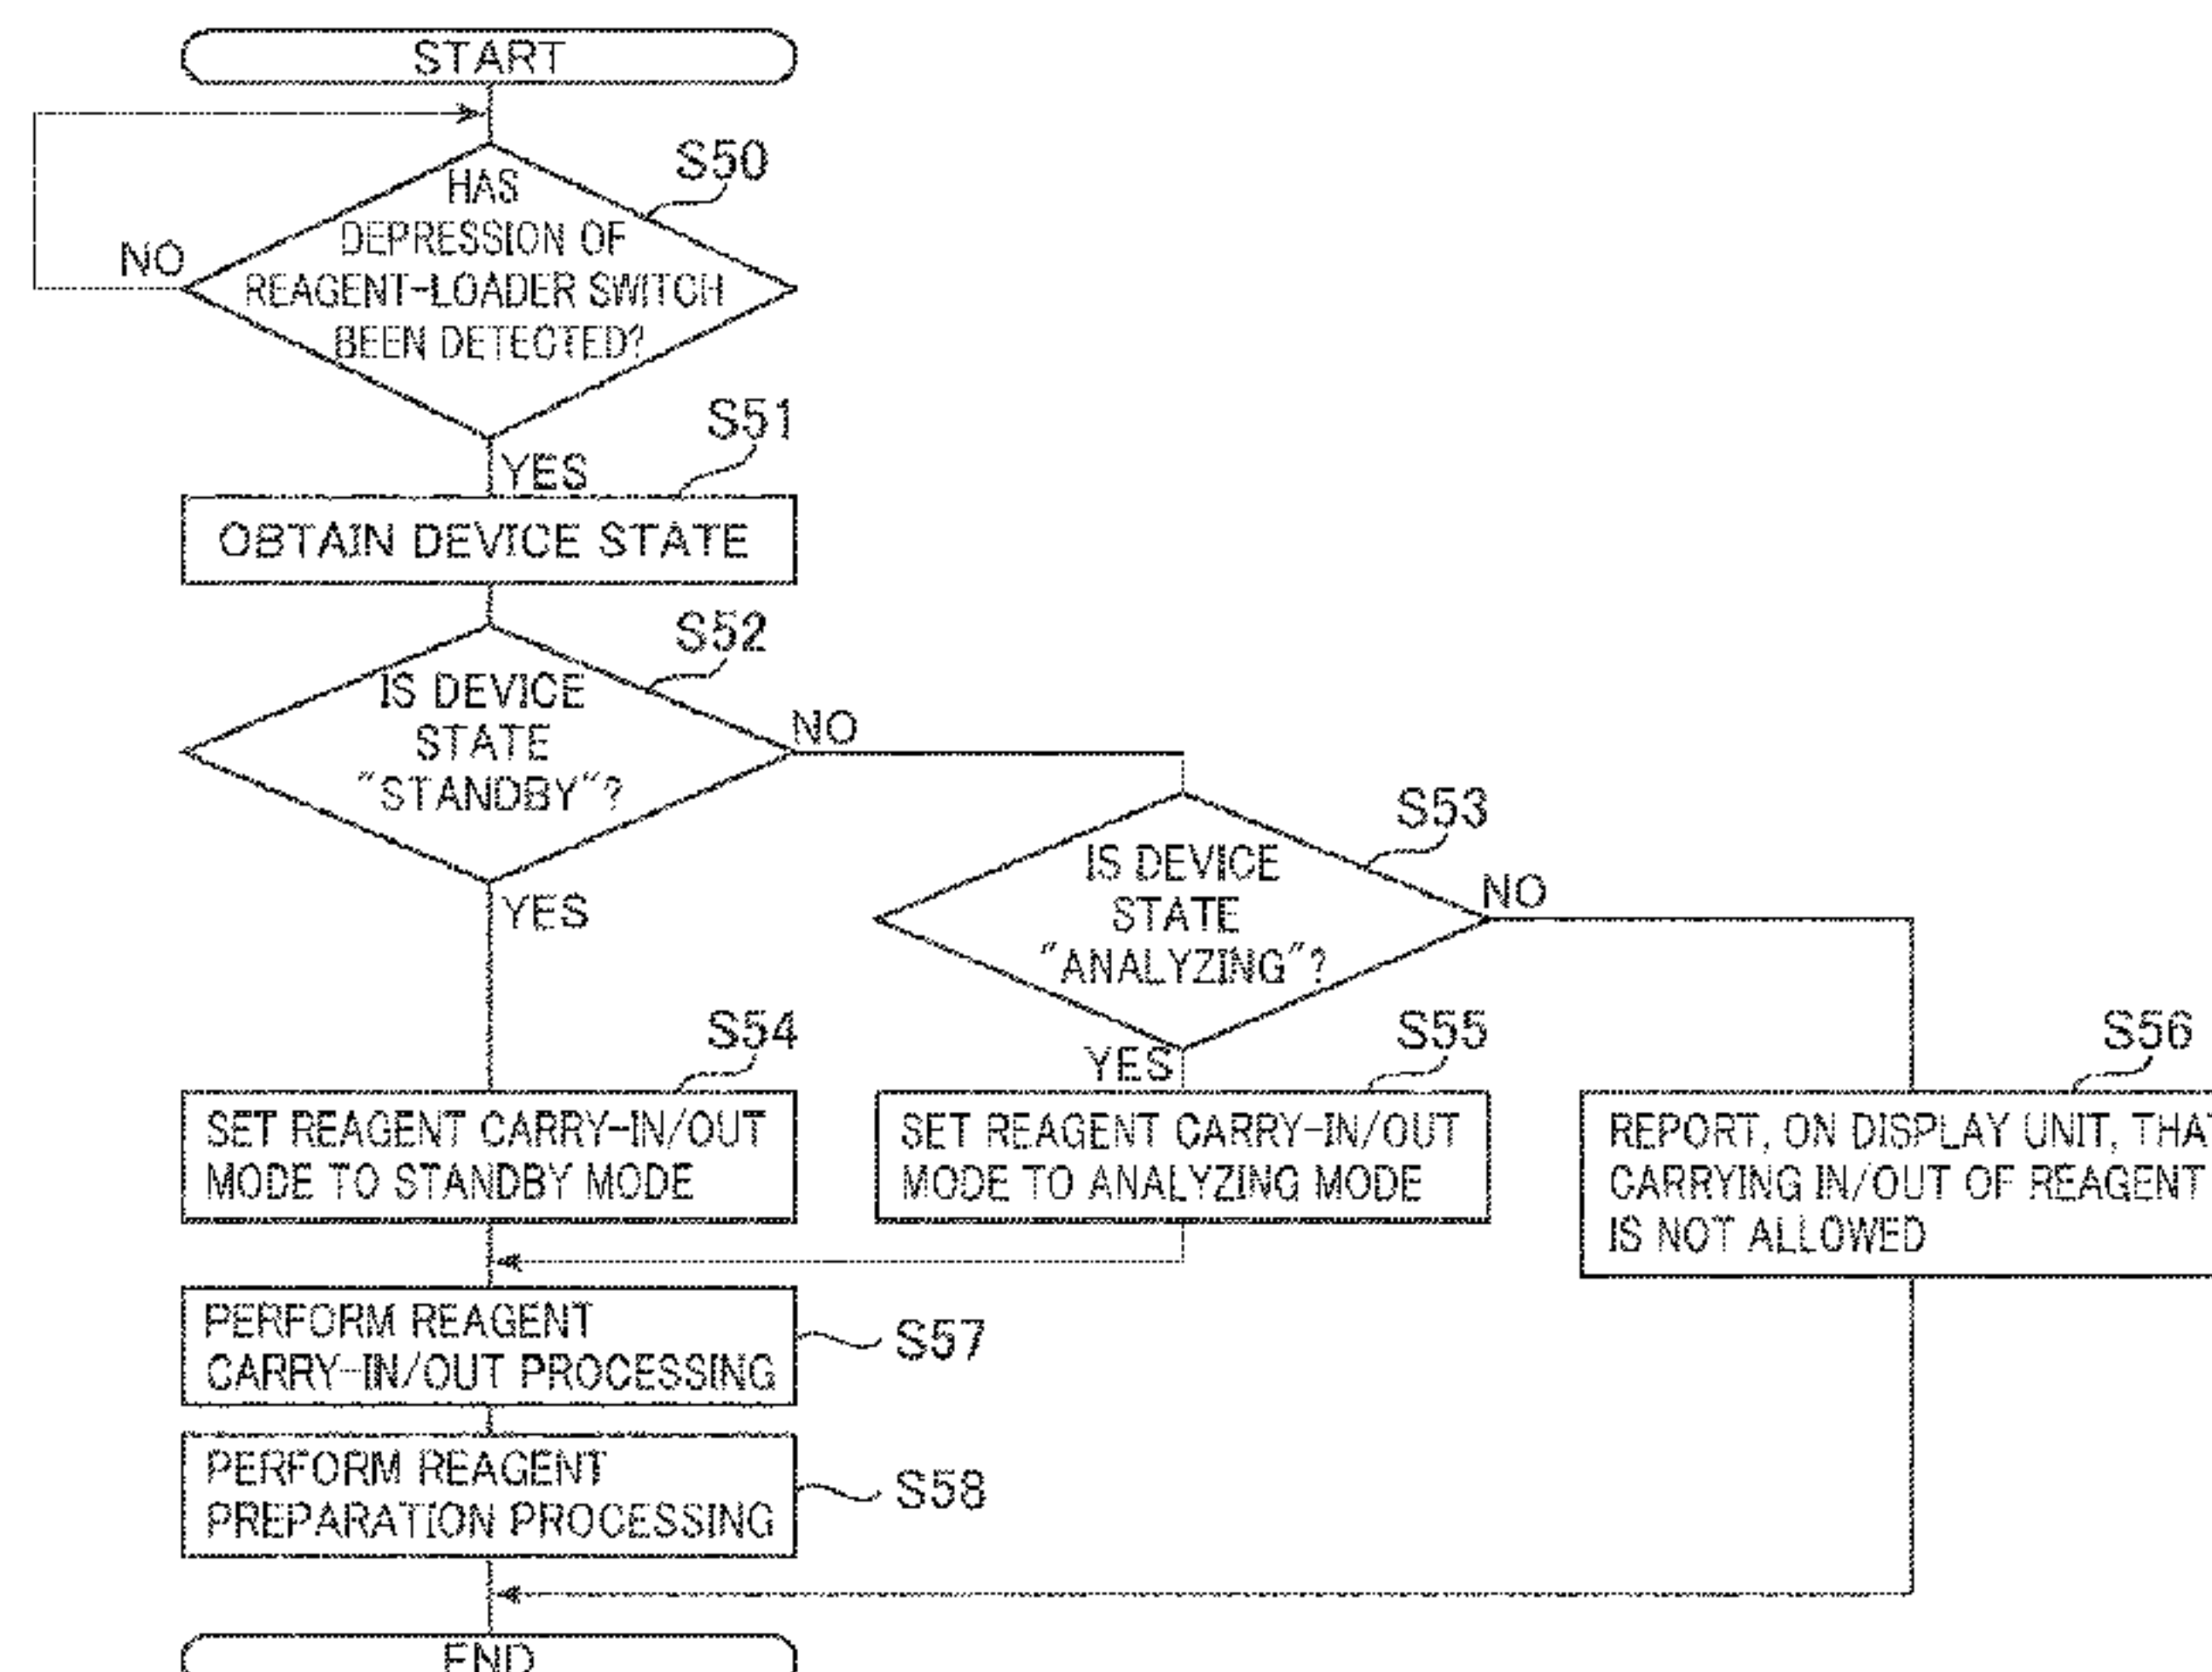 START
S50
HAS
DEPRESSION OF
REAGENT-LOADER SWITCH
BEEN DETECTED?
NO
YES
S51
OBTAIN DEVICE STATE
S52
IS DEVICE
STATE
"STANDBY"?
NO
YES
S53
IS DEVICE
STATE
"ANALYZING"?
NO
YES
S54
SET REAGENT CARRY-IN/OUT
MODE TO STANDBY MODE
S55
SET REAGENT CARRY-IN/OUT
MODE TO ANALYZING MODE
S56
REPORT, ON DISPLAY UNIT, THAT
CARRYING IN/OUT OF REAGENT
IS NOT ALLOWED
PERFORM REAGENT
CARRY-IN/OUT PROCESSING
S57
PERFORM REAGENT
PREPARATION PROCESSING
S58
END